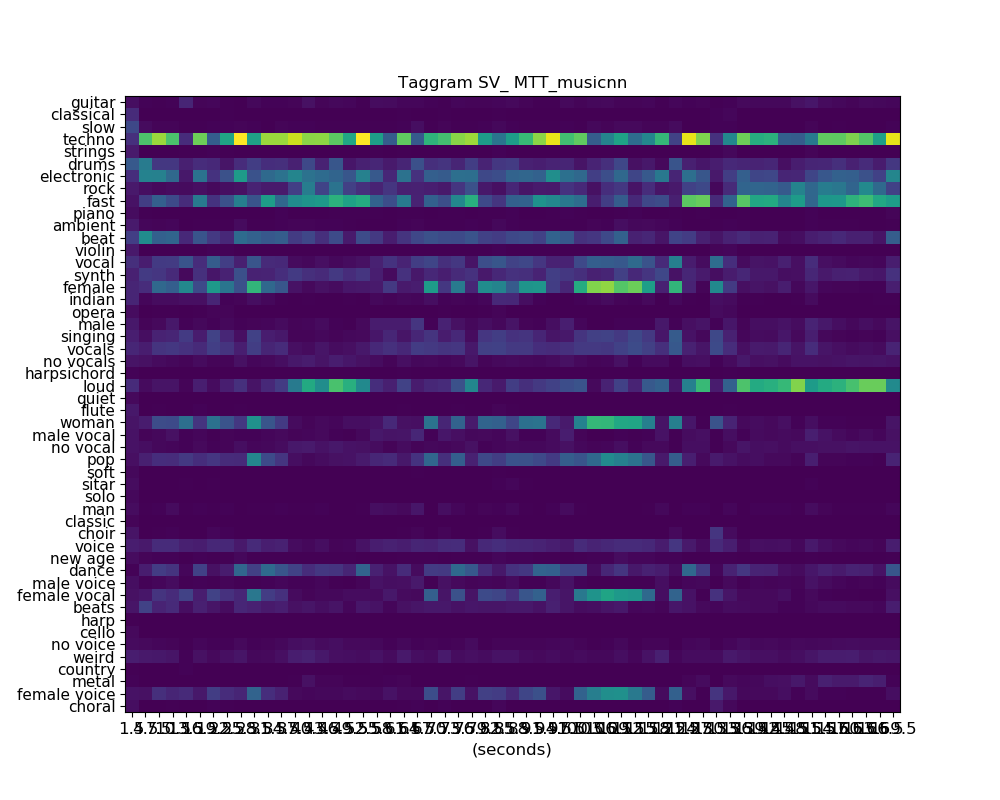 Taggram SV_ MTT_musicnn
guitar
classical
slow
techno
strings
drums
electronic
rock
fast
piano
ambient
beat
violin
vocal
synth
female
indian
opera
male
singing
vocals
no vocals
harpsichord
loud
quiet
flute
woman
male vocal
no vocal
pop
soft
sitar
solo
man
classic
choir
voice
new age
dance
male voice
female vocal
beats
harp
cello
no voice
weird
country
metal
female voice
choral
(seconds)